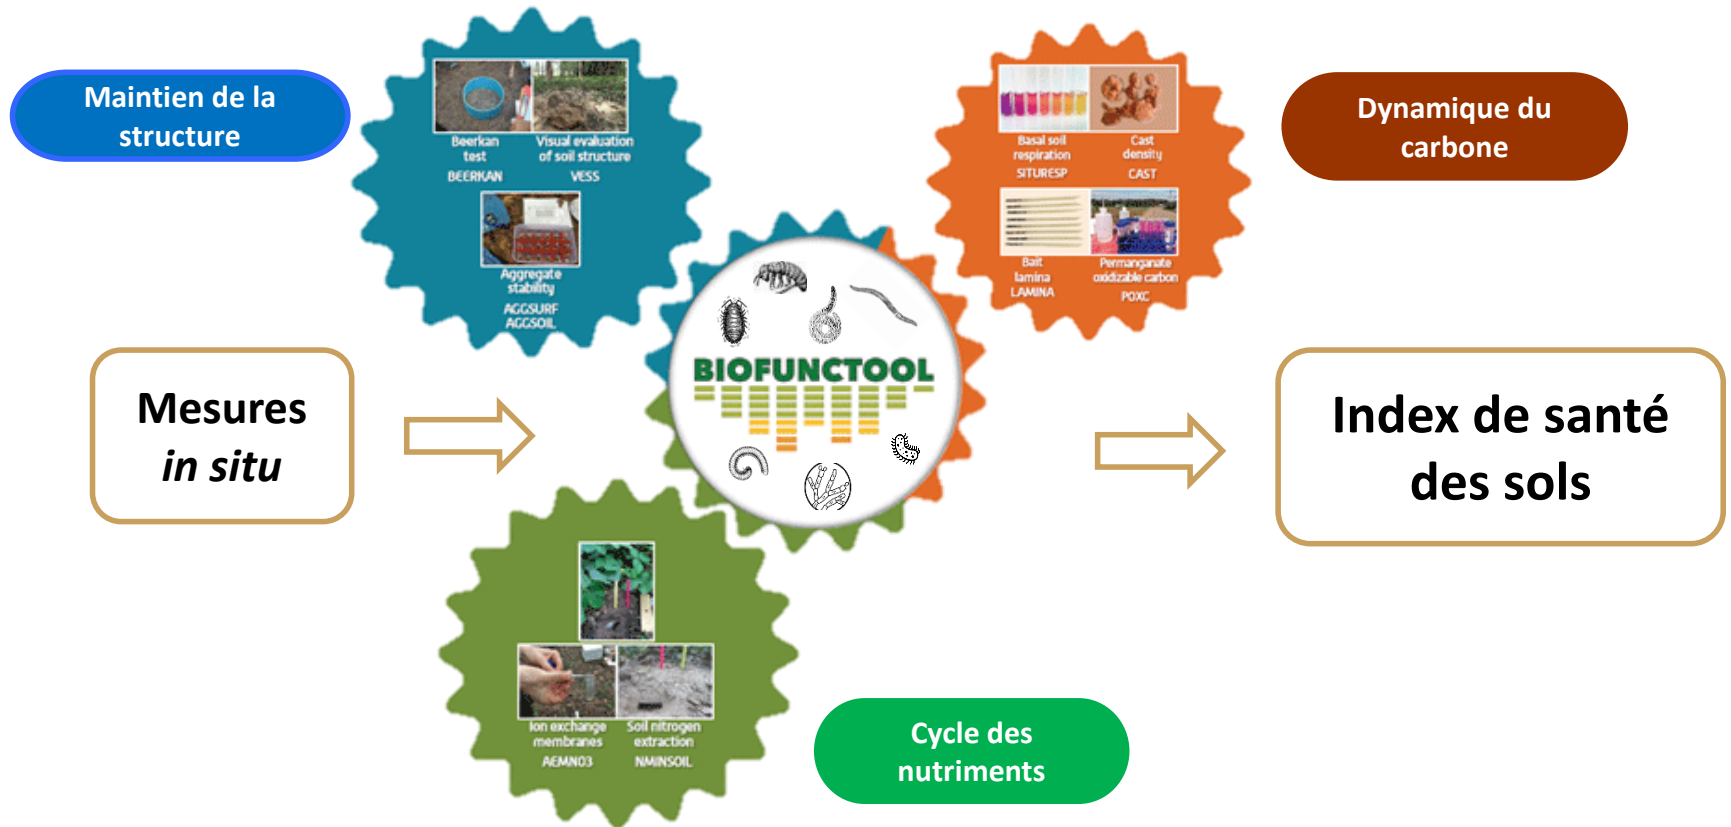 Maintien de la
structure
Beerkan
test
BEERKAN
Visual evaluation
of soil structure
VESS
Aggregate
stability
AGGSURF
AGGSOIL
Basal soil
respiration
SITURESP
Cast
density
CAST
Bait
lamina
LAMINA
Permanganate
oxidizable carbon
POXC
Dynamique du
carbone
Mesures
in situ
BIOFUNCTOOL
Index de santé
des sols
Ion exchange
membranes
AEMNO3
Soil nitrogen
extraction
NMINSOIL
Cycle des
nutriments